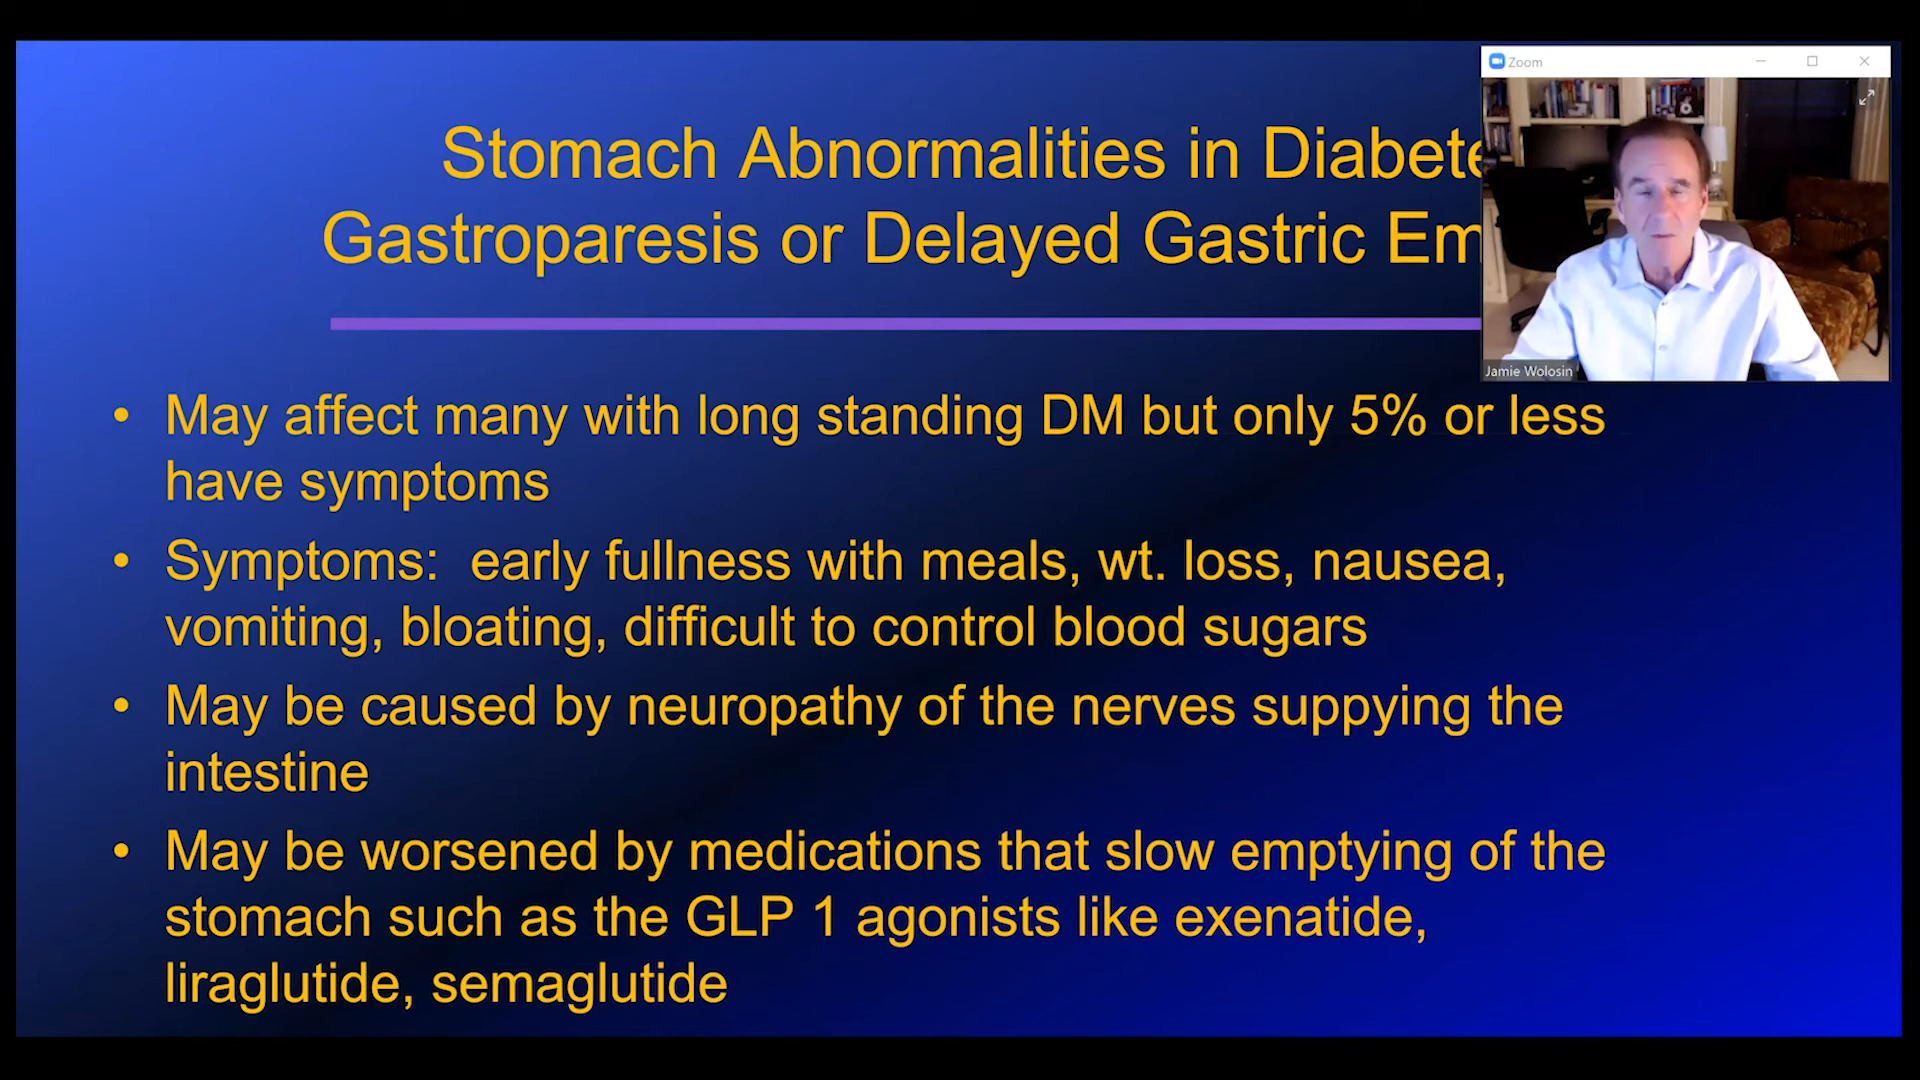 Stomach Abnormalities in Diabete
Gastroparesis or Delayed Gastric Em
Zoom
Jamie Wolosin
• May affect many with long standing DM but only 5% or less
have symptoms
• Symptoms: early fullness with meals, wt. loss, nausea,
vomiting, bloating, difficult to control blood sugars
• May be caused by neuropathy of the nerves suppying the
intestine
• May be worsened by medications that slow emptying of the
stomach such as the GLP 1 agonists like exenatide,
liraglutide, semaglutide